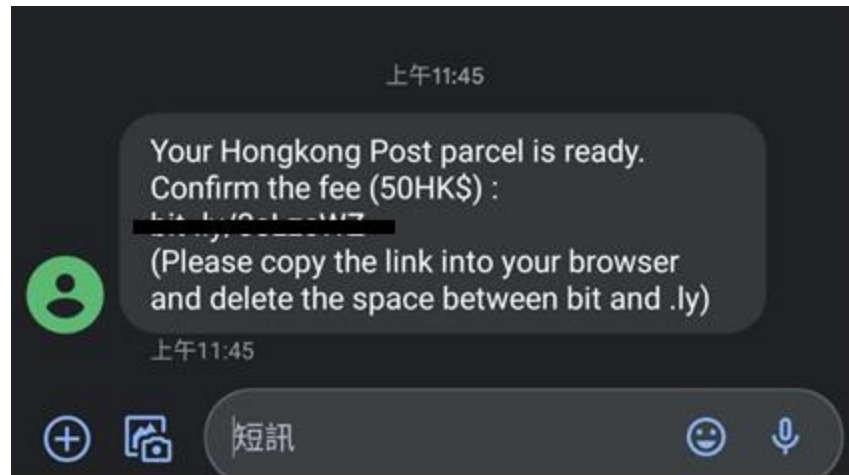 上午11:45
Your Hongkong Post parcel is ready.
Confirm the fee (50HK$) :
(Please copy the link into your browser
and delete the space between bit and .ly)
上午11:45
短訊